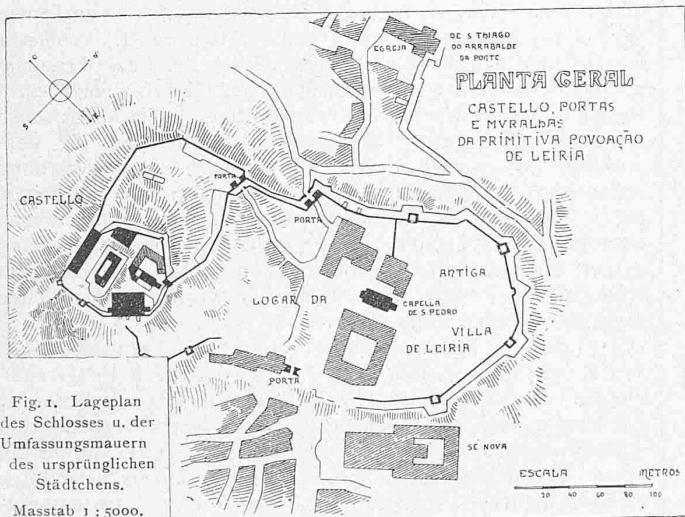 EGREJA
DE S THIAGO
DO ARRABALDE
DA PONTE
PLANTA GERAL
CASTELLO, PORTAS
E MVRALHAS
DA PRIMITIVA POVOAÇÃO
DE LEIRIA
CASTELLO
PORTA
PORTA
ANTIGA
LOGAR DA
CAPELLA
DE S. PEDRO
VILLA
DE LEIRIA
PORTA
SÉ NOVA
ESCALA METROS
20 40 60 80 100
Fig. 1. Lageplan
des Schlosses u. der
Umfassungsmauern
des ursprünglichen
Städtchens.
Masstab 1 : 5000.